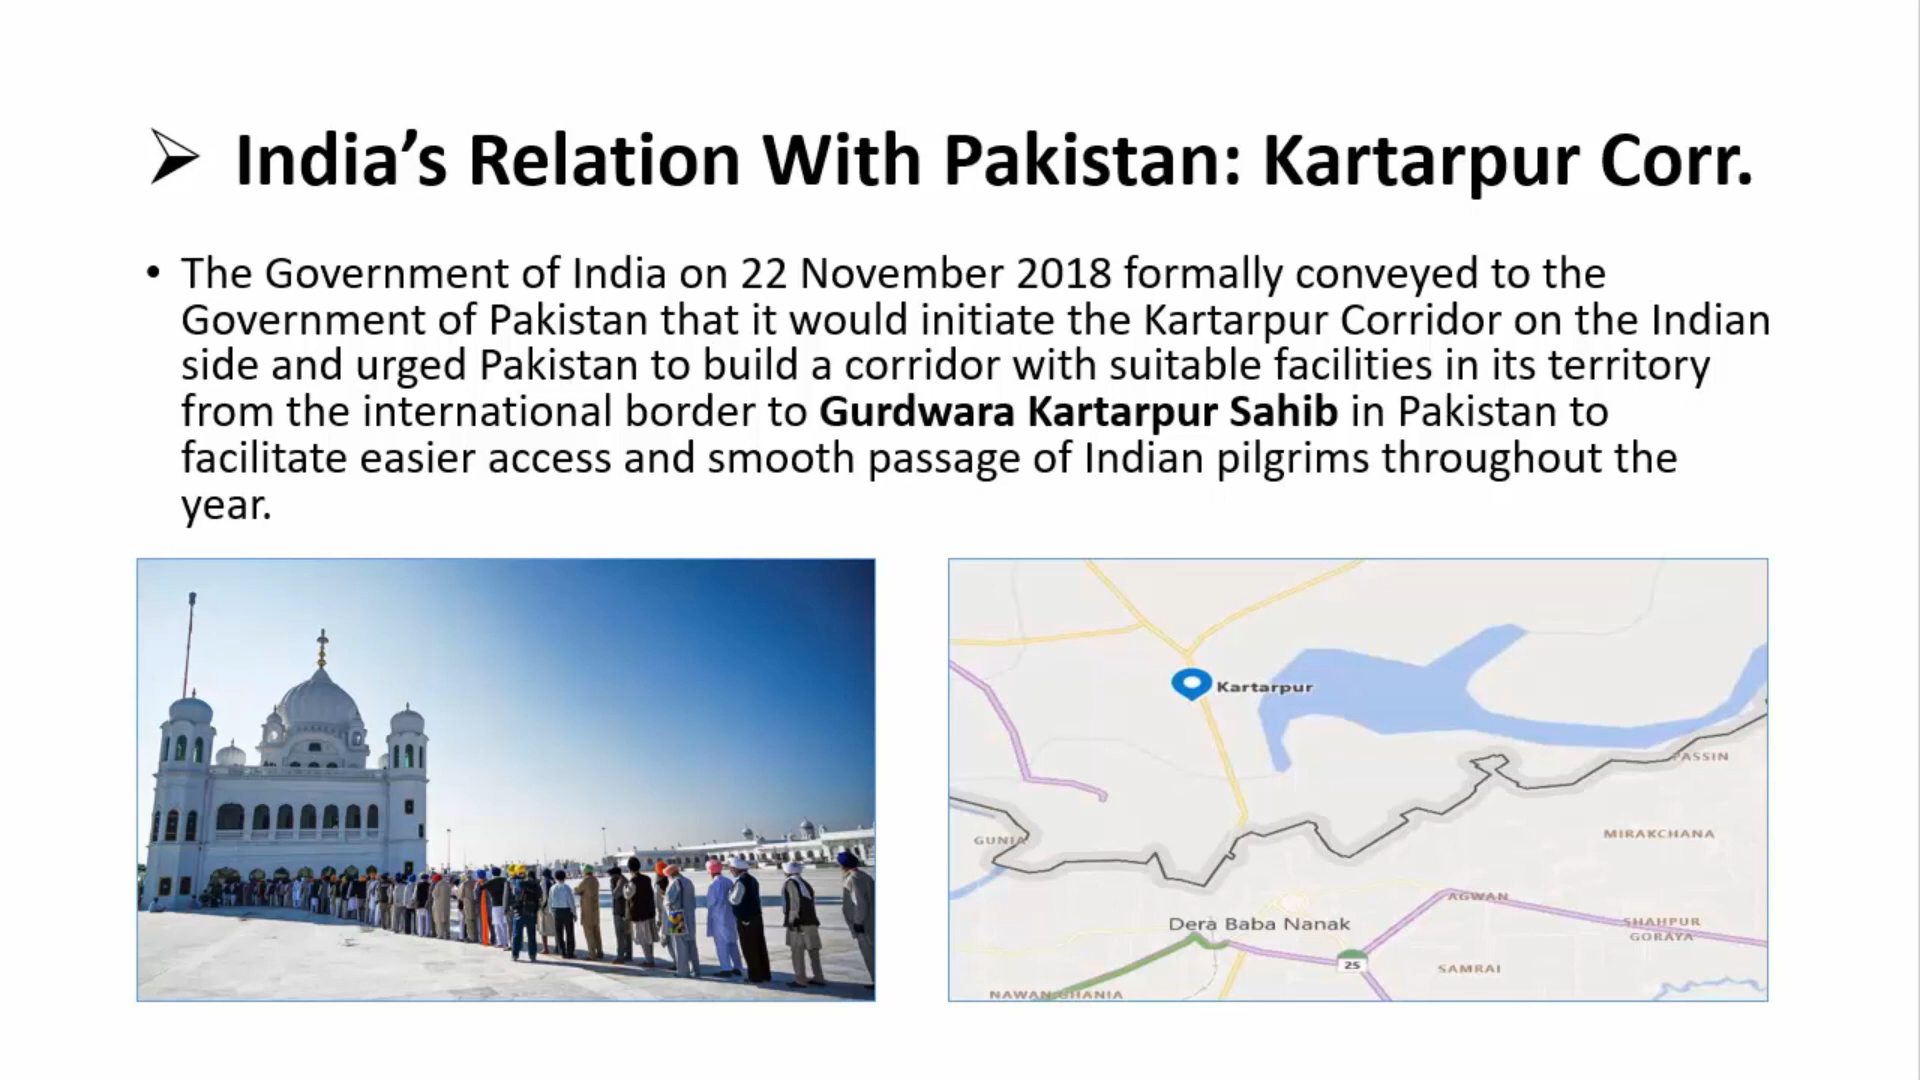 ➢ India’s Relation With Pakistan: Kartarpur Corr.
• The Government of India on 22 November 2018 formally conveyed to the
Government of Pakistan that it would initiate the Kartarpur Corridor on the Indian
side and urged Pakistan to build a corridor with suitable facilities in its territory
from the international border to Gurdwara Kartarpur Sahib in Pakistan to
facilitate easier access and smooth passage of Indian pilgrims throughout the
year.
Kartarpur
PASSIN
MIRAKCHANA
GUNIA
AGWAN
Dera Baba Nanak
SHAHPUR
GORAYA
25
SAMRAI
NAWAN GHANIA